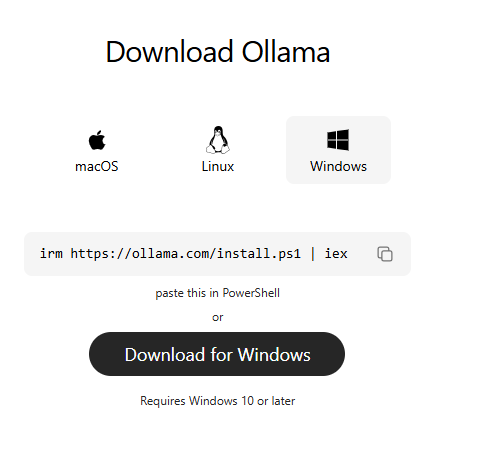 Download Ollama
macOS
Linux
Windows
irm https://ollama.com/install.ps1 | iex
paste this in PowerShell
or
Download for Windows
Requires Windows 10 or later